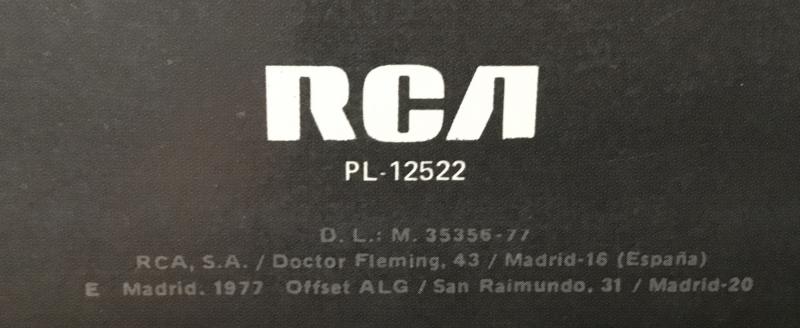 RCA
PL-12522
D. L.: M. 35356-77
RCA, S.A. / Doctor Fleming, 43 / Madrid-16 (España)
E Madrid. 1977 Offset ALG / San Raimundo, 31 / Madrid-20